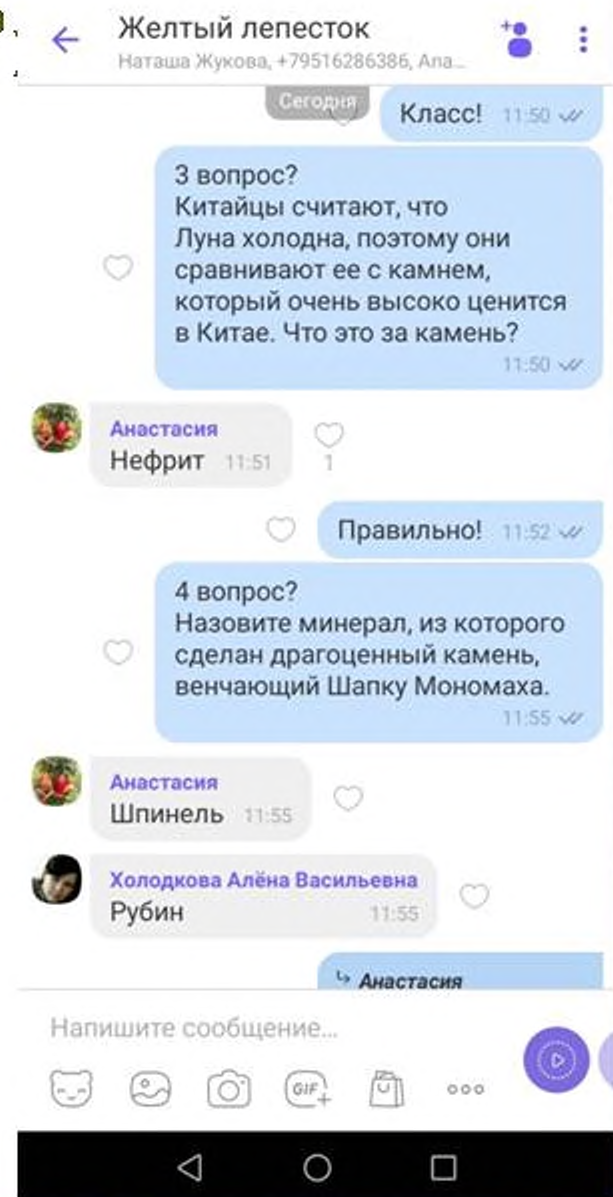 Желтый лепесток
Наташа Жукова, +79516286386, Ana...
Сегодня
Класс! 11:50
3 вопрос?
Китайцы считают, что
Луна холодна, поэтому они
сравнивают ее с камнем,
который очень высоко ценится
в Китае. Что это за камень?
11:50
Анастасия
Нефрит 11:51
1
Правильно! 11:52
4 вопрос?
Назовите минерал, из которого
сделан драгоценный камень,
венчающий Шапку Мономаха.
11:55
Анастасия
Шпинель 11:55
Холодкова Алёна Васильевна
Рубин 11:55
Анастасия
Напишите сообщение...
GIF